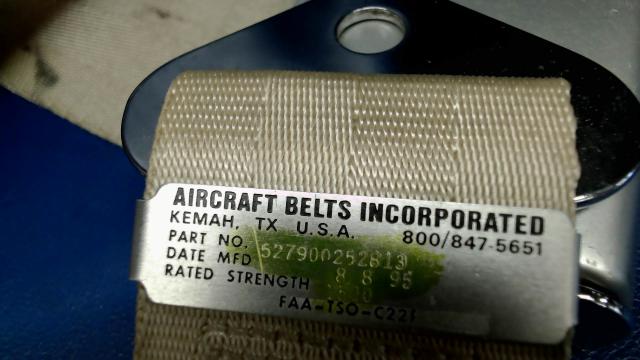 AIRCRAFT BELTS INCORPORATED
KEMAH, TX U.S.A. 800/847-5651
PART NO. 527900252813
DATE MFD 8 8 95
RATED STRENGTH
FAA-TSO-C22f